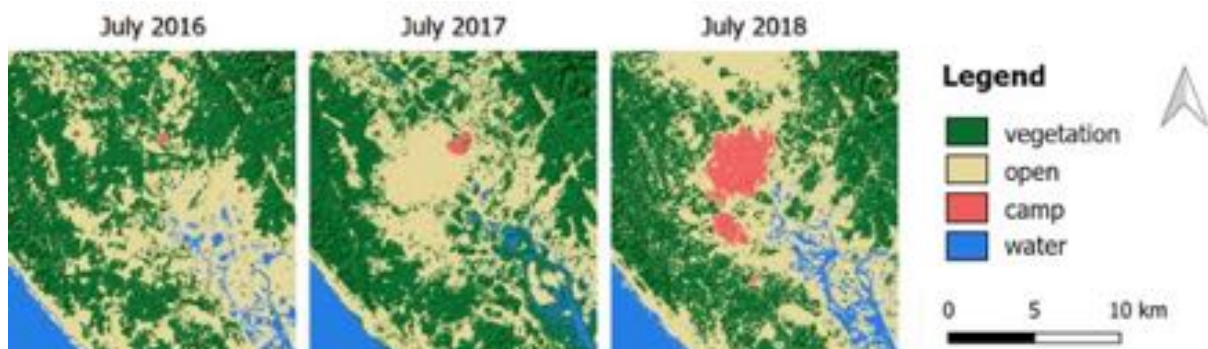 July 2016
July 2017
July 2018
Legend
vegetation
open
camp
water
0 5 10 km